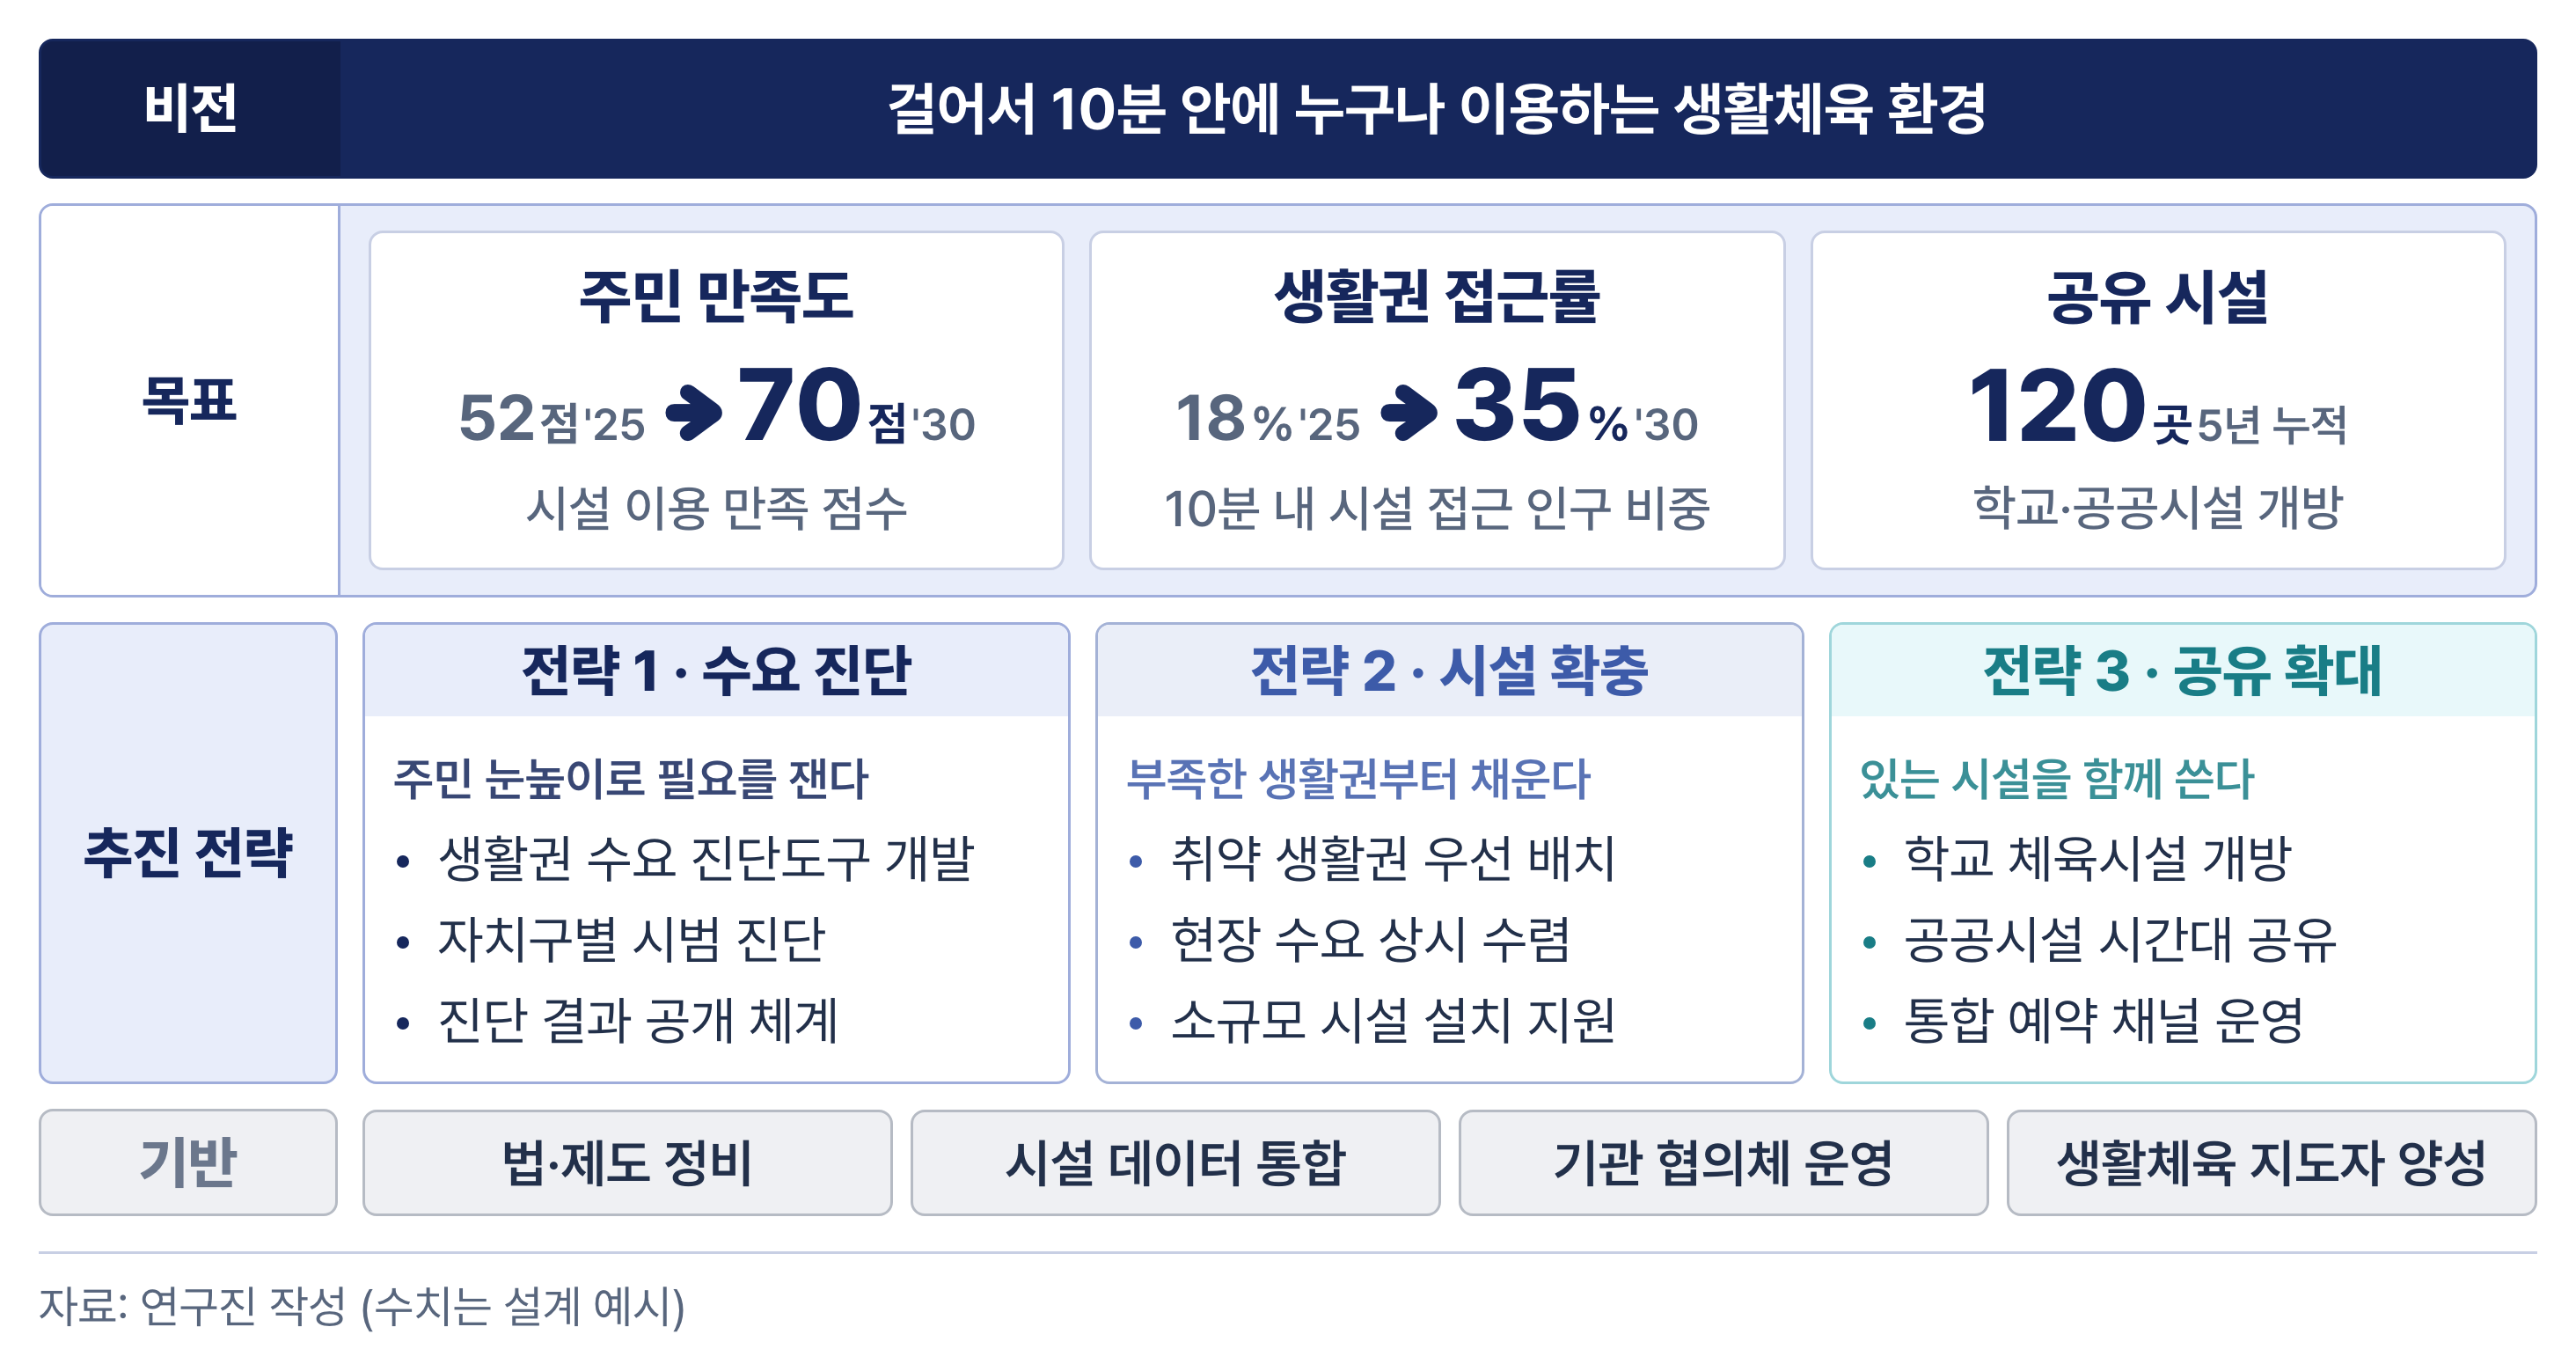 비전
걸어서 10분 안에 누구나 이용하는 생활체육 환경
목표
주민 만족도
52점'25 → 70점'30
시설 이용 만족 점수
생활권 접근률
18%'25 → 35%'30
10분 내 시설 접근 인구 비중
공유 시설
120곳 5년 누적
학교·공공시설 개방
추진 전략
전략 1 · 수요 진단
주민 눈높이로 필요를 잰다
• 생활권 수요 진단도구 개발
• 자치구별 시범 진단
• 진단 결과 공개 체계
전략 2 · 시설 확충
부족한 생활권부터 채운다
• 취약 생활권 우선 배치
• 현장 수요 상시 수렴
• 소규모 시설 설치 지원
전략 3 · 공유 확대
있는 시설을 함께 쓴다
• 학교 체육시설 개방
• 공공시설 시간대 공유
• 통합 예약 채널 운영
기반
법·제도 정비
시설 데이터 통합
기관 협의체 운영
생활체육 지도자 양성
자료: 연구진 작성 (수치는 설계 예시)